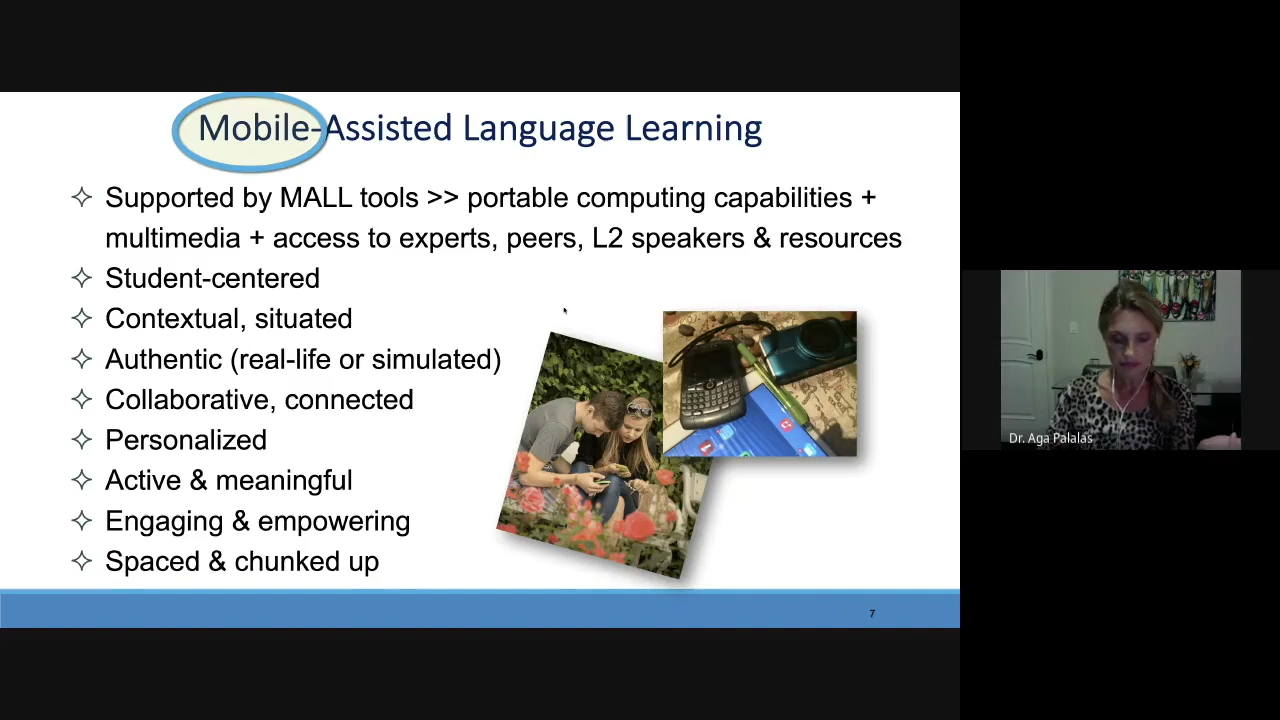 Mobile-Assisted Language Learning
Supported by MALL tools >> portable computing capabilities +
multimedia + access to experts, peers, L2 speakers & resources
Student-centered
Contextual, situated
Authentic (real-life or simulated)
Collaborative, connected
Personalized
Active & meaningful
Engaging & empowering
Spaced & chunked up
7
Dr. Aga Palalas